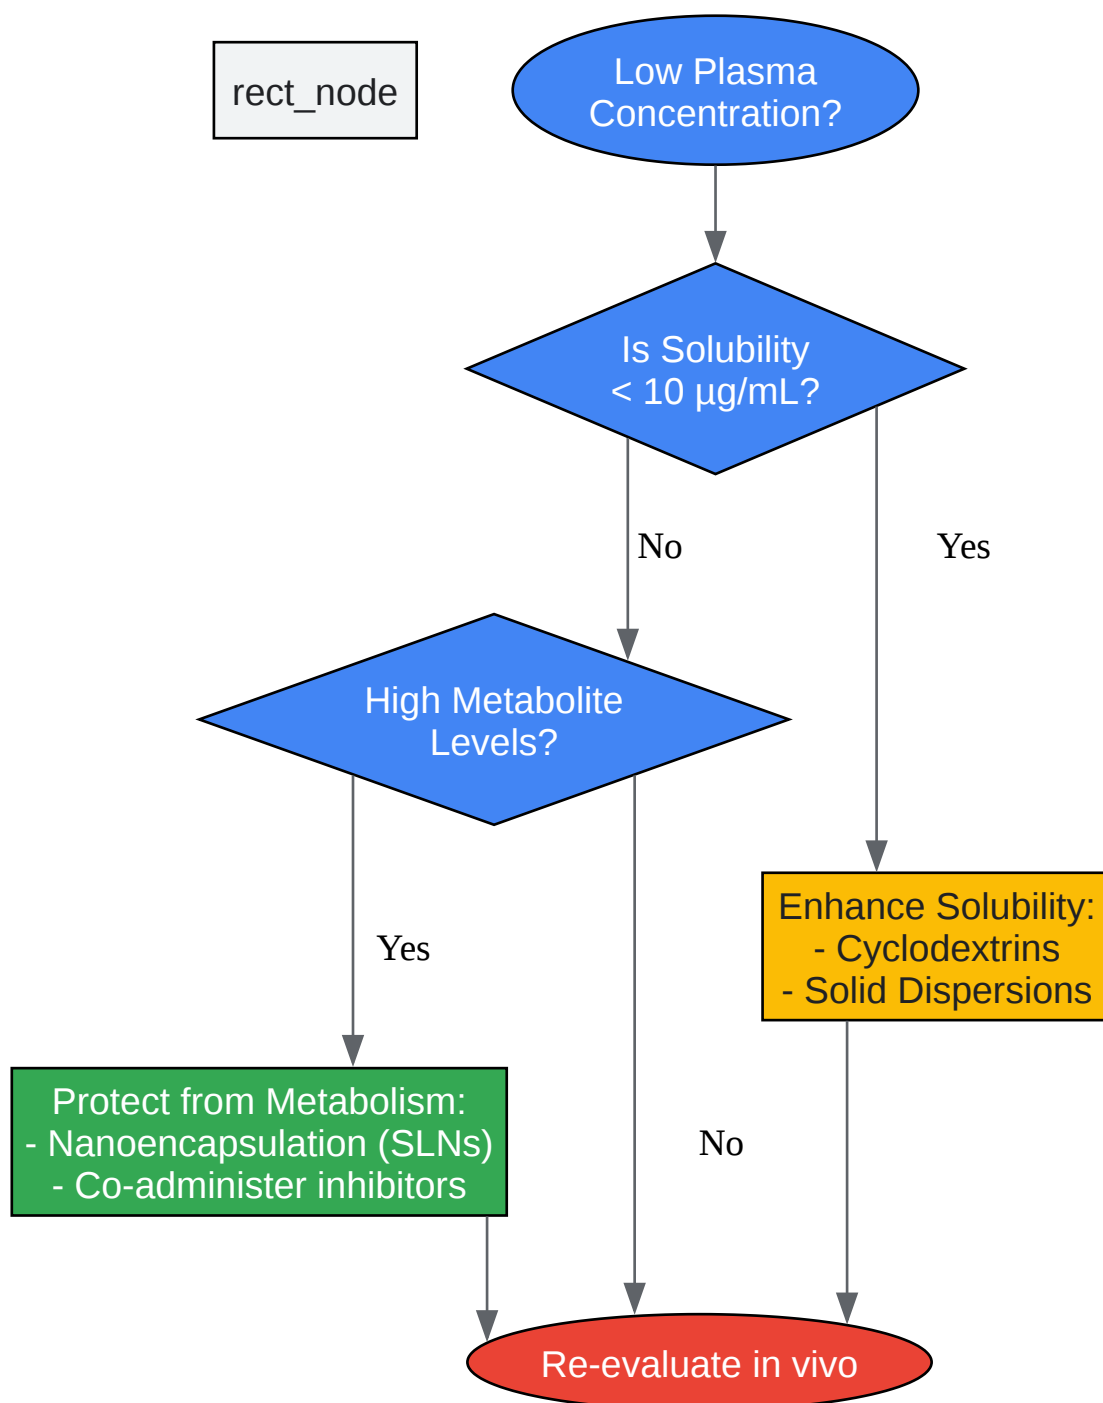 rect_node
Low Plasma
Concentration?
Is Solubility
< 10 µg/mL?
No
Yes
High Metabolite
Levels?
Enhance Solubility:
- Cyclodextrins
- Solid Dispersions
Yes
Protect from Metabolism:
- Nanoencapsulation (SLNs)
- Co-administer inhibitors
No
Re-evaluate in vivo